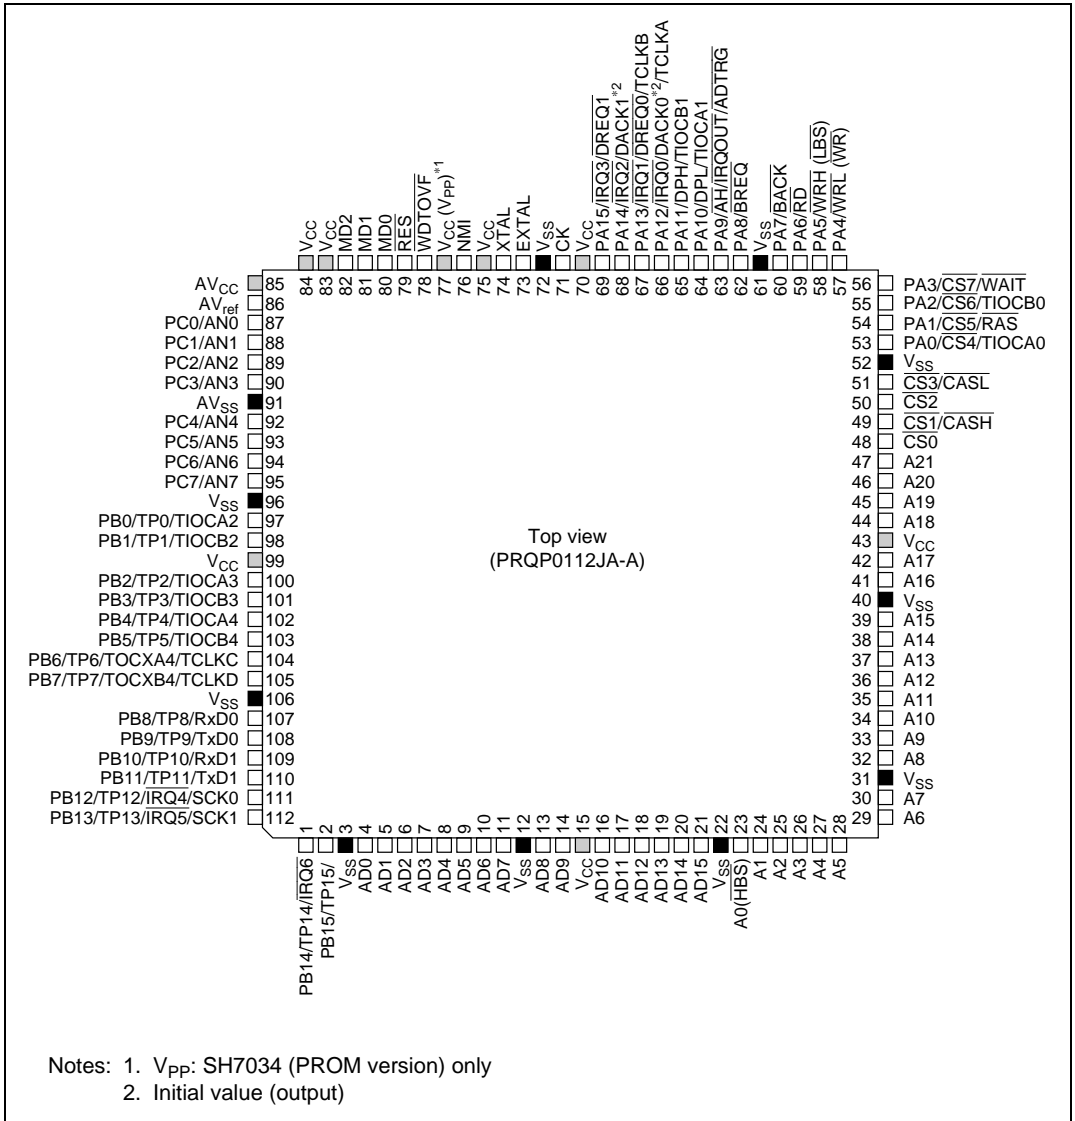 VCC
VCC
MD2
MD1
MD0
RES
WDTOVF
VCC (VPP)*1
NMI
VCC
XTAL
EXTAL
VSS
CK
VCC
PA15/IRQ3/DREQ1
PA14/IRQ2/DACK1*2
PA13/IRQ1/DREQ0/TCLKB
PA12/IRQ0/DACK0*2/TCLKA
PA11/DPH/TIOCB1
PA10/DPL/TIOCA1
PA9/AH/IRQOUT/ADTRG
PA8/BREQ
VSS
PA7/BACK
PA6/RD
PA5/WRH (LBS)
PA4/WRL (WR)
84 83 82 81 80 79 78 77 76 75 74 73 72 71 70 69 68 67 66 65 64 63 62 61 60 59 58 57
AVCC 85
AVref 86
PC0/AN0 87
PC1/AN1 88
PC2/AN2 89
PC3/AN3 90
AVSS 91
PC4/AN4 92
PC5/AN5 93
PC6/AN6 94
PC7/AN7 95
VSS 96
PB0/TP0/TIOCA2 97
PB1/TP1/TIOCB2 98
VCC 99
PB2/TP2/TIOCA3 100
PB3/TP3/TIOCB3 101
PB4/TP4/TIOCA4 102
PB5/TP5/TIOCB4 103
PB6/TP6/TOCXA4/TCLKC 104
PB7/TP7/TOCXB4/TCLKD 105
VSS 106
PB8/TP8/RxD0 107
PB9/TP9/TxD0 108
PB10/TP10/RxD1 109
PB11/TP11/TxD1 110
PB12/TP12/IRQ4/SCK0 111
PB13/TP13/IRQ5/SCK1 112
Top view
(PRQP0112JA-A)
56 PA3/CS7/WAIT
55 PA2/CS6/TIOCB0
54 PA1/CS5/RAS
53 PA0/CS4/TIOCA0
52 VSS
51 CS3/CASL
50 CS2
49 CS1/CASH
48 CS0
47 A21
46 A20
45 A19
44 A18
43 VCC
42 A17
41 A16
40 VSS
39 A15
38 A14
37 A13
36 A12
35 A11
34 A10
33 A9
32 A8
31 VSS
30 A7
29 A6
1 2 3 4 5 6 7 8 9 10 11 12 13 14 15 16 17 18 19 20 21 22 23 24 25 26 27 28
PB14/TP14/IRQ6
PB15/TP15/
VSS
AD0
AD1
AD2
AD3
AD4
AD5
AD6
AD7
VSS
AD8
AD9
VCC
AD10
AD11
AD12
AD13
AD14
AD15
VSS
A0(HBS)
A1
A2
A3
A4
A5
Notes: 1. VPP: SH7034 (PROM version) only
2. Initial value (output)